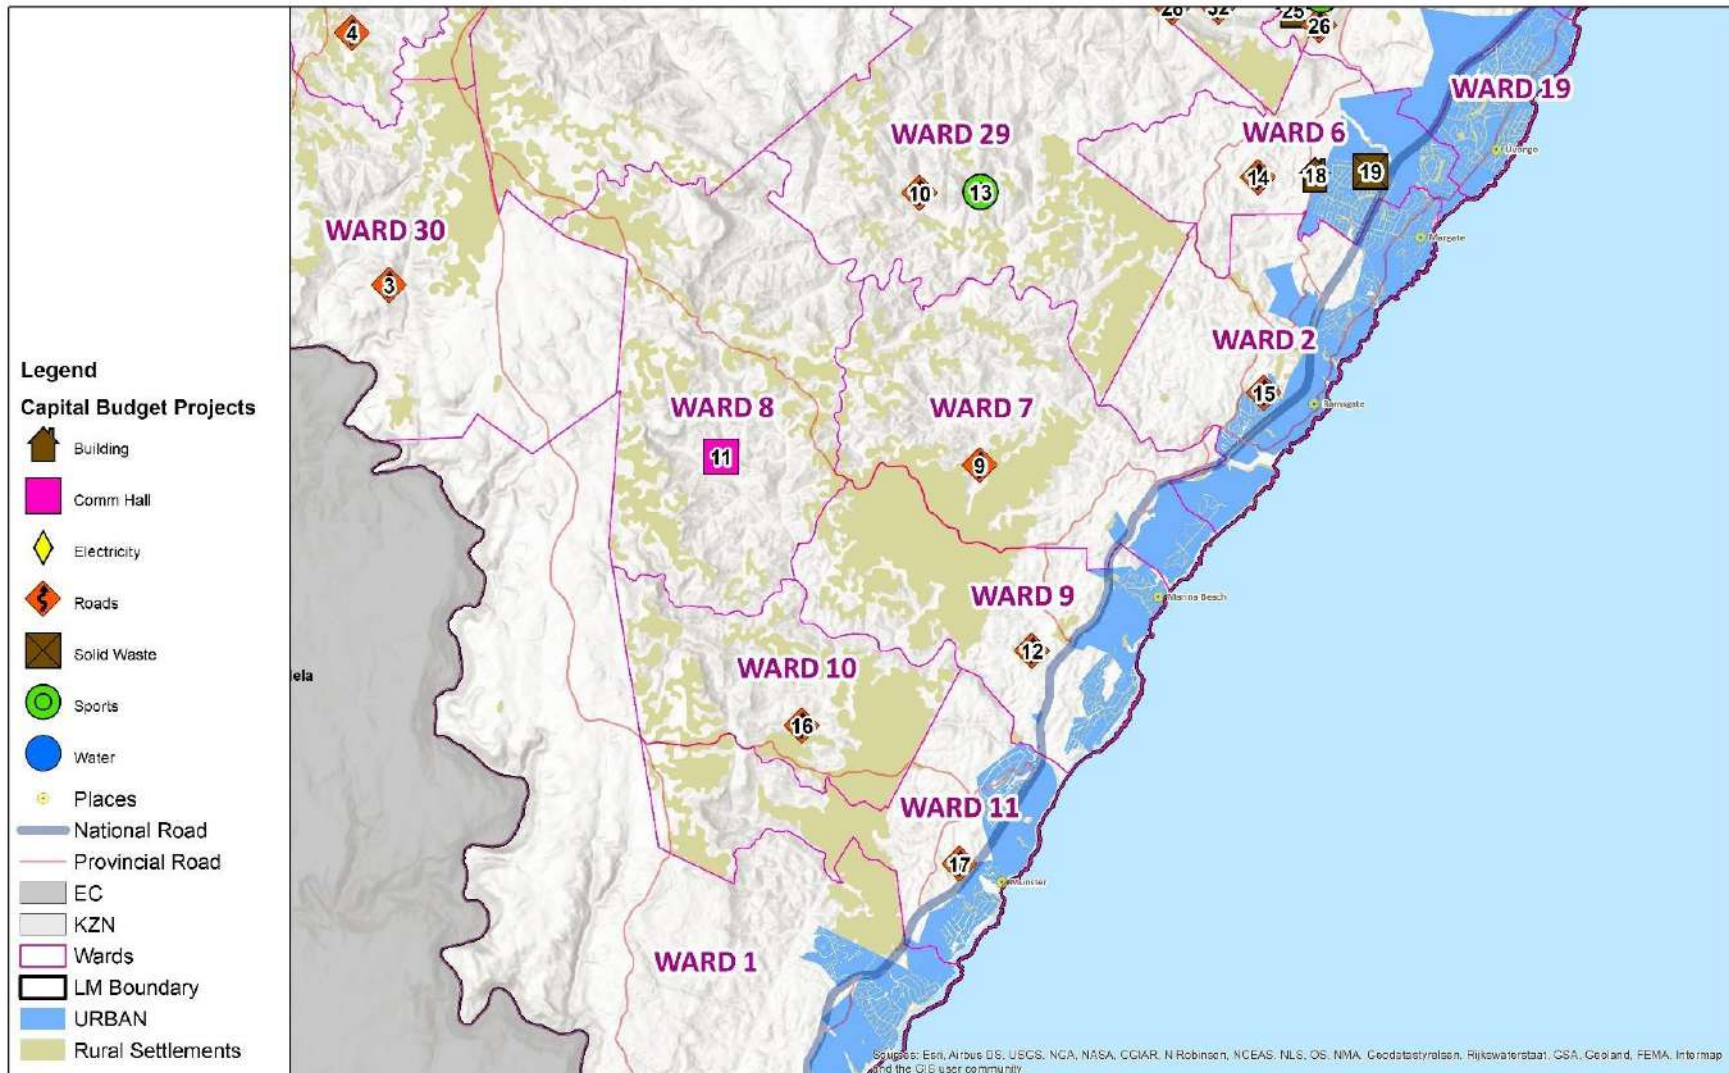 Legend
Capital Budget Projects
Building
Comm Hall
Electricity
Roads
Solid Waste
Sports
Water
Places
National Road
Provincial Road
EC
KZN
Wards
LM Boundary
URBAN
Rural Settlements
4
25
26
WARD 19
WARD 29
WARD 6
Uvongo
10
13
14
18
19
WARD 30
Margate
3
WARD 2
15
Ramsgate
WARD 8
WARD 7
11
9
WARD 9
Marina Beach
12
lela
WARD 10
16
WARD 11
17
Munster
WARD 1
Sources: Esri, Airbus DS, USGS, NGA, NASA, CGIAR, N Robinson, NCEAS, NLS, OS, NMA, Geodatastyrelsen, Rijkswaterstaat, GSA, Geoland, FEMA, Intermap
and the GIS user community